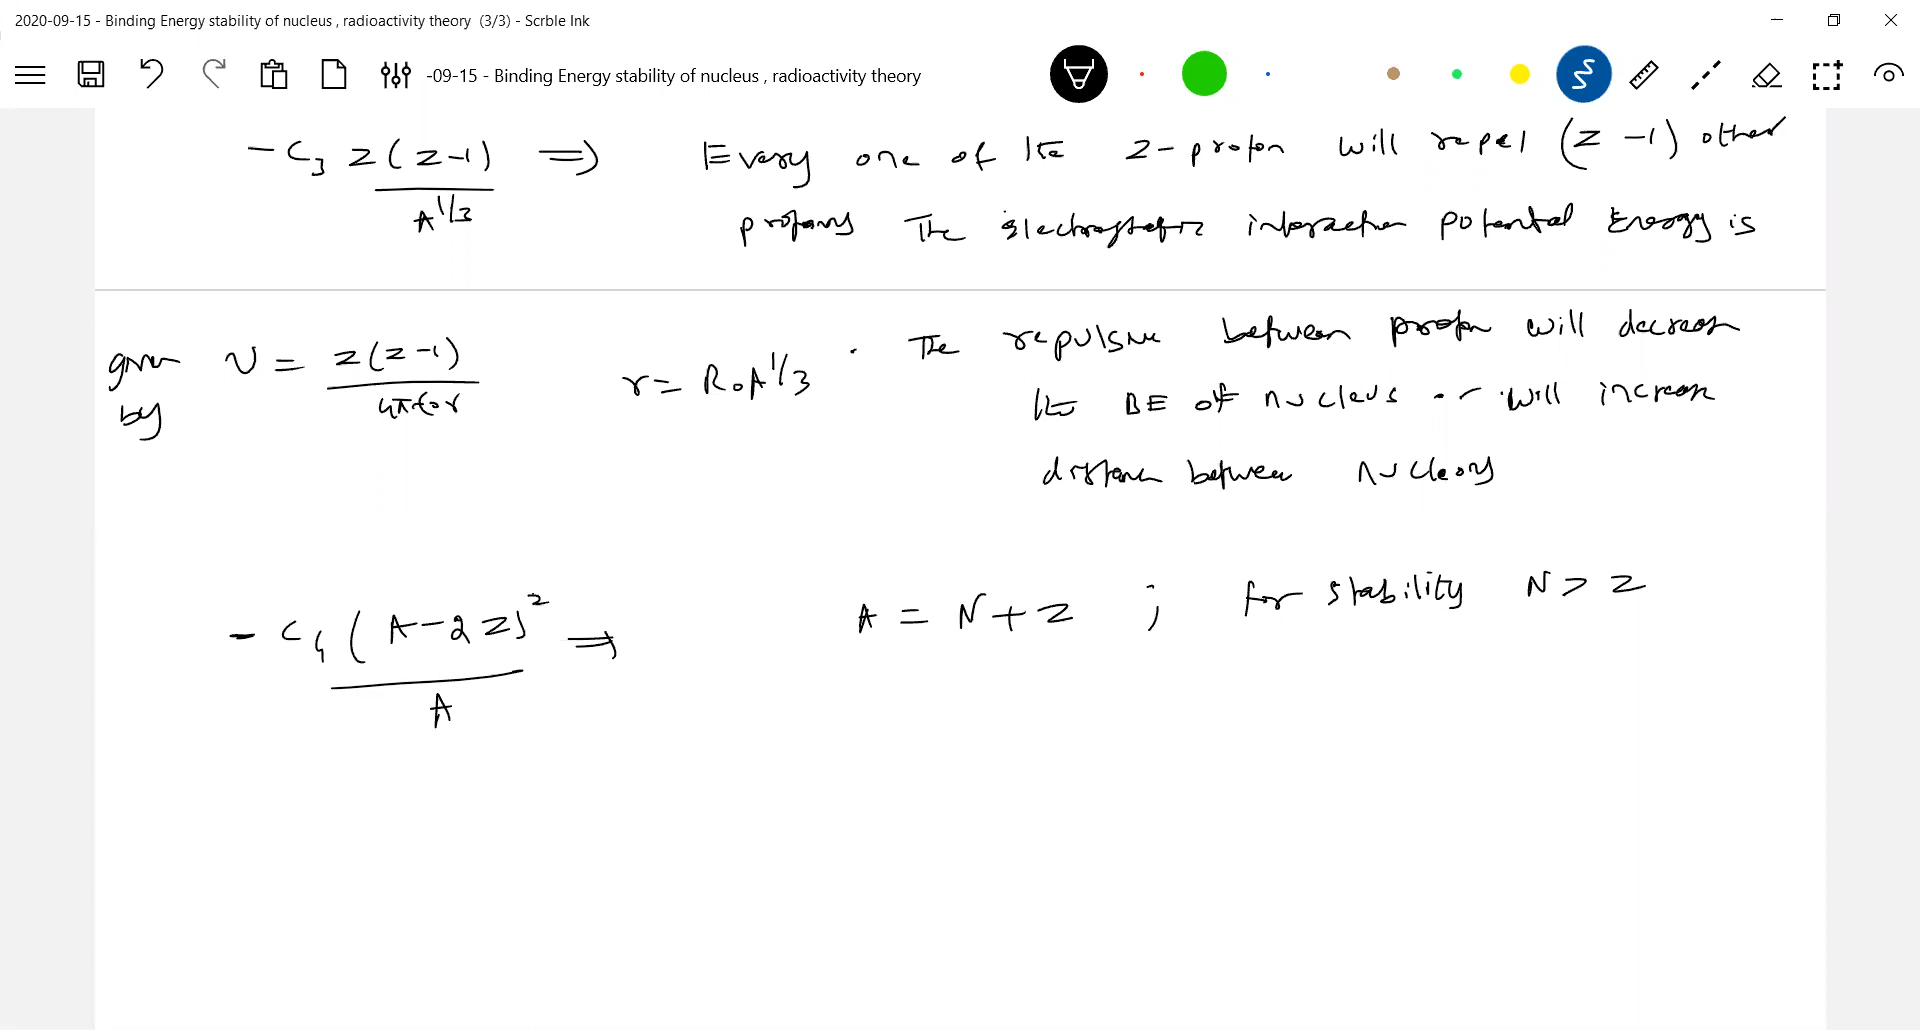 2020-09-15 - Binding Energy stability of nucleus , radioactivity theory (3/3) - Scrble Ink
-09-15 - Binding Energy stability of nucleus , radioactivity theory
-C₃ Z(Z-1)/A^1/3 ⇒ Every one of the Z-proton will repel (Z-1) other
protons The electrostatic interaction potential Energy is
given by U = Z(Z-1)/4πε₀r r = R₀A^1/3 . The repulsive between proton will decrease
the BE of nucleus or will increase
distance between nucleons
-C₄ (A-2Z)²/A ⇒ A = N+Z ; for stability N > Z